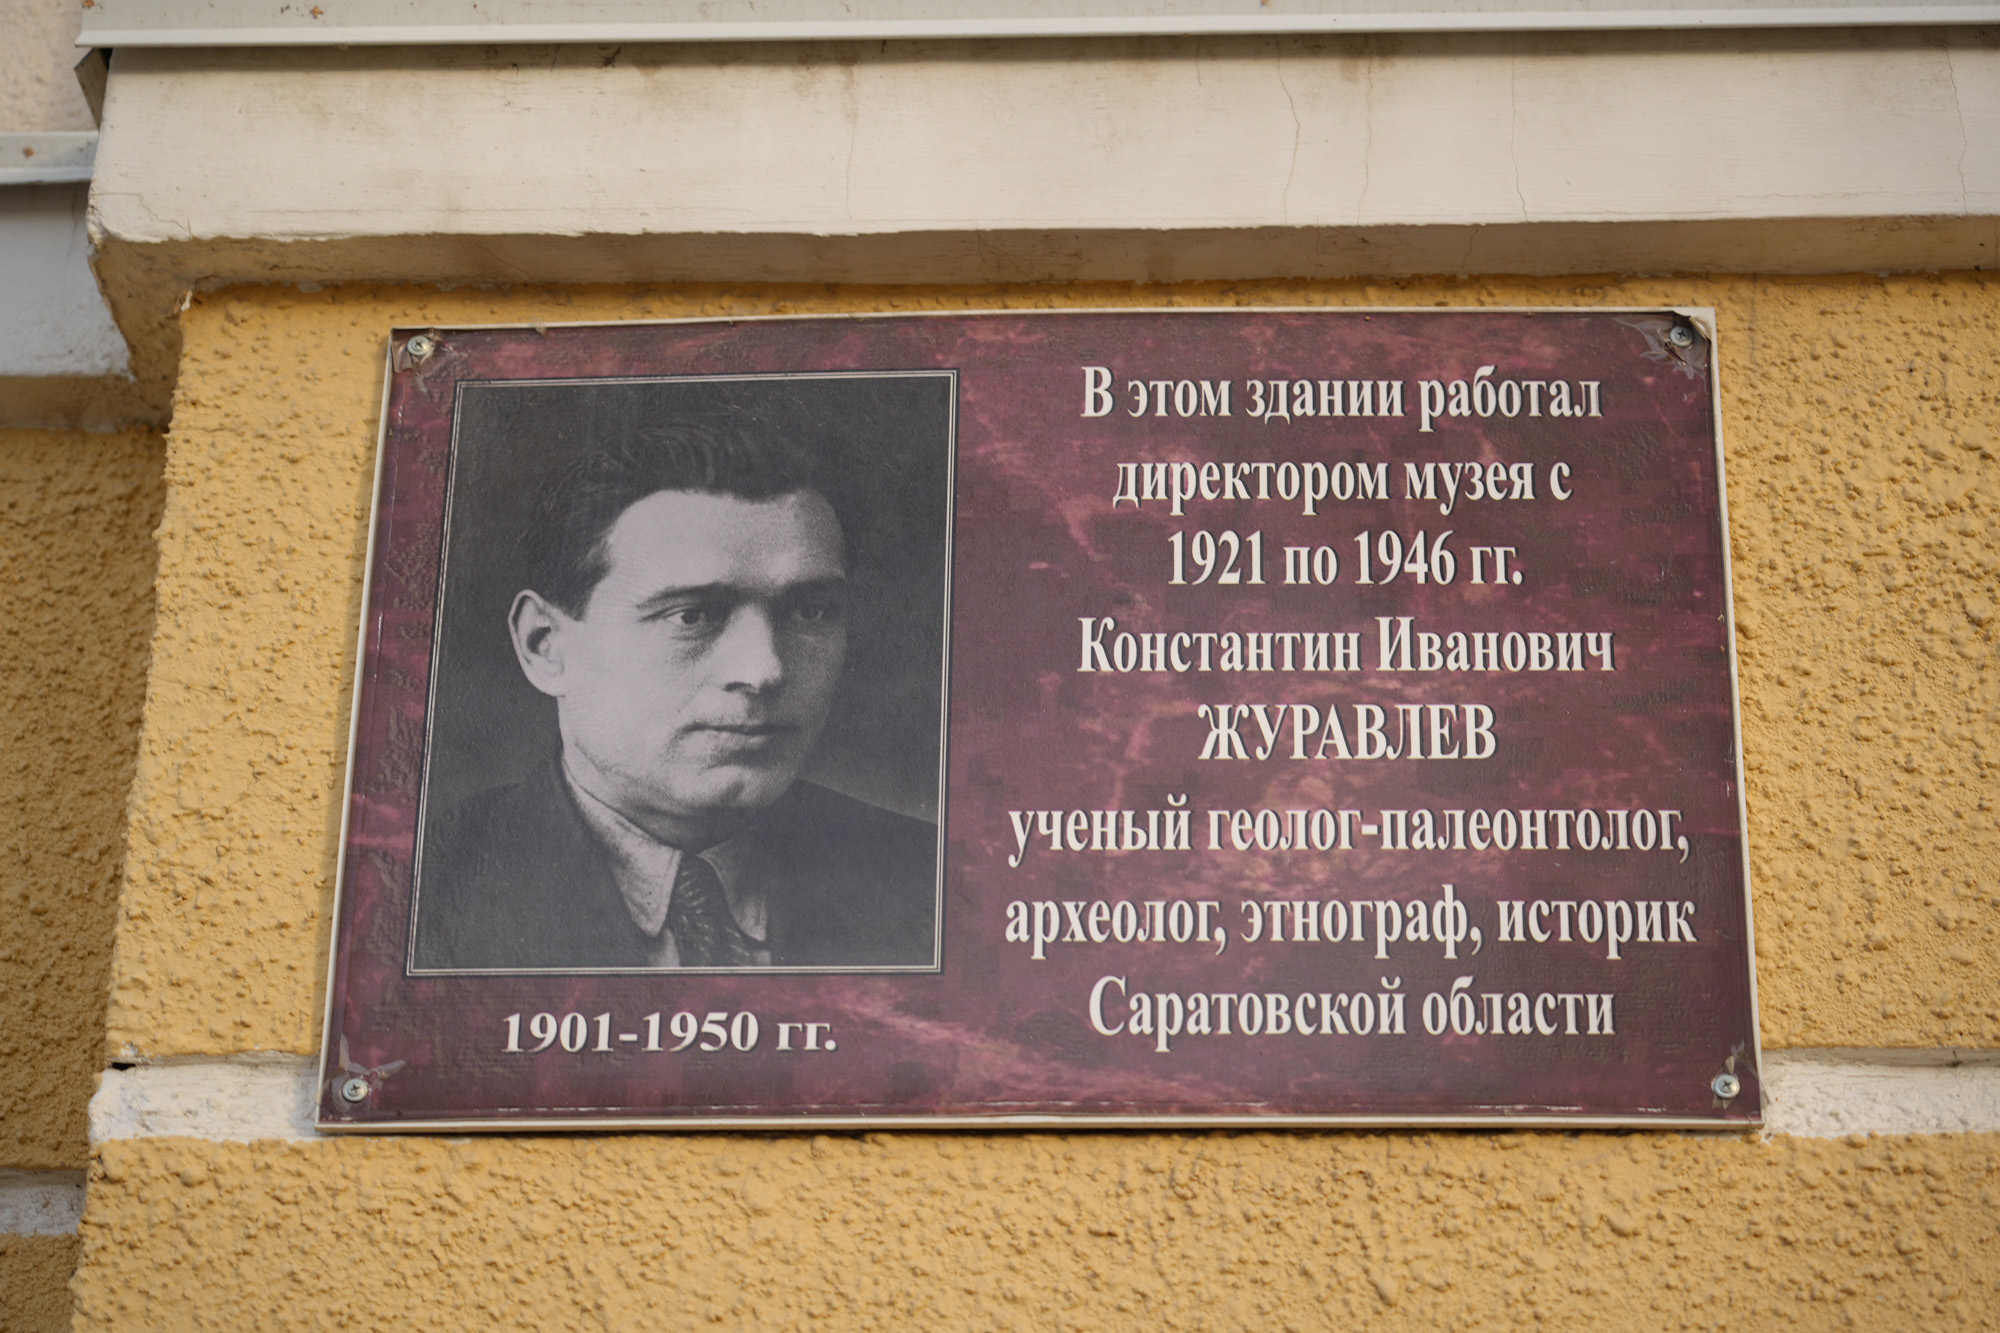 В этом здании работал
директором музея с
1921 по 1946 гг.
Константин Иванович
ЖУРАВЛЕВ
ученый геолог-палеонтолог,
археолог, этнограф, историк
Саратовской области
1901-1950 гг.